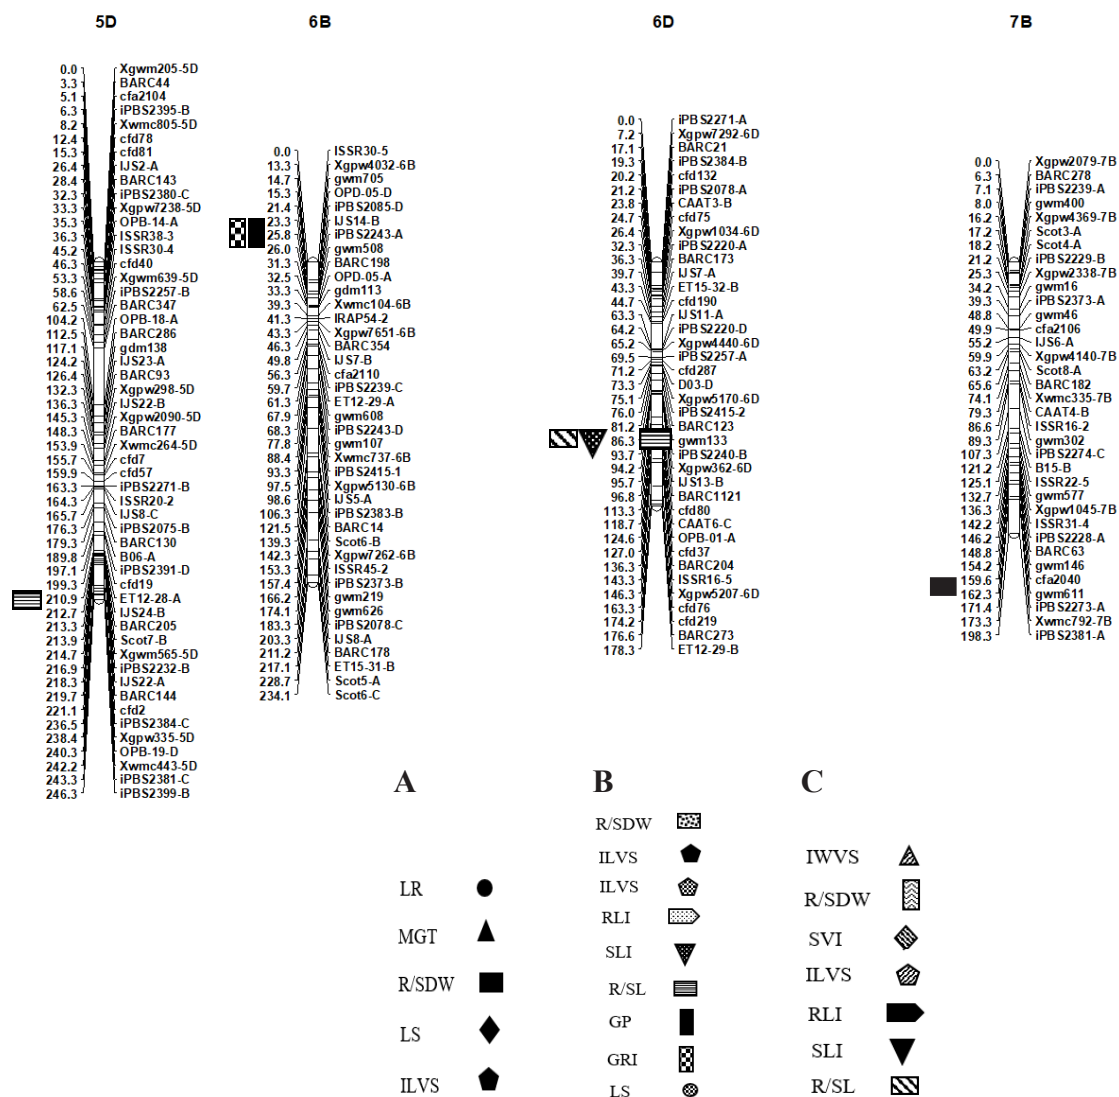 5D
0.0 Xgwm205-5D
3.3 BARC44
5.1 cfa2104
6.3 iPBS2395-B
8.2 Xwmc805-5D
12.4 cfd78
15.3 cfd81
26.4 IJS2-A
28.4 BARC143
32.3 iPBS2380-C
33.3 Xgpw7238-5D
35.3 OPB-14-A
36.3 ISSR38-3
45.2 ISSR30-4
46.3 cfd40
53.3 Xgwm639-5D
58.6 iPBS2257-B
62.5 BARC347
104.2 OPB-18-A
112.5 BARC286
117.1 gdm138
124.2 IJS23-A
126.4 BARC93
132.3 Xgpw298-5D
136.3 IJS22-B
145.3 Xgpw2090-5D
148.3 BARC177
153.9 Xwmc264-5D
155.7 cfd7
159.9 cfd57
163.3 iPBS2271-B
164.3 ISSR20-2
165.7 IJS8-C
176.3 iPBS2075-B
179.3 BARC130
189.8 B06-A
197.1 iPBS2391-D
199.3 cfd19
210.9 ET12-28-A
212.7 IJS24-B
213.3 BARC205
213.9 Scot7-B
214.7 Xgwm565-5D
216.9 iPBS2232-B
218.3 IJS22-A
219.7 BARC144
221.1 cfd2
236.5 iPBS2384-C
238.4 Xgpw335-5D
240.3 OPB-19-D
242.2 Xwmc443-5D
243.3 iPBS2381-C
246.3 iPBS2399-B
6B
0.0 ISSR30-5
13.3 Xgpw4032-6B
14.7 gwm705
15.3 OPD-05-D
21.4 iPBS2085-D
23.3 IJS14-B
25.8 iPBS2243-A
26.0 gwm508
31.3 BARC198
32.5 OPD-05-A
33.3 gdm113
39.3 Xwmc104-6B
41.3 IRAP54-2
43.3 Xgpw7651-6B
46.3 BARC354
49.8 IJS7-B
56.3 cfa2110
59.7 iPBS2239-C
61.3 ET12-29-A
67.9 gwm608
68.3 iPBS2243-D
77.8 gwm107
88.4 Xwmc737-6B
93.3 iPBS2415-1
97.5 Xgpw5130-6B
98.6 IJS5-A
106.3 iPBS2383-B
121.5 BARC14
139.3 Scot6-B
142.3 Xgpw7262-6B
153.3 ISSR45-2
157.4 iPBS2373-B
166.2 gwm219
174.1 gwm626
183.3 iPBS2078-C
203.3 IJS8-A
211.2 BARC178
217.1 ET15-31-B
228.7 Scot5-A
234.1 Scot6-C
6D
0.0 iPBS2271-A
7.2 Xgpw7292-6D
17.1 BARC21
19.3 iPBS2384-B
20.2 cfd132
21.2 iPBS2078-A
23.8 CAAT3-B
24.7 cfd75
26.4 Xgpw1034-6D
32.3 iPBS2220-A
36.3 BARC173
39.7 IJS7-A
43.3 ET15-32-B
44.7 cfd190
63.3 IJS11-A
64.2 iPBS2220-D
65.2 Xgpw4440-6D
69.5 iPBS2257-A
71.2 cfd287
73.3 D03-D
75.1 Xgpw5170-6D
76.0 iPBS2415-2
81.2 BARC123
86.3 gwm133
93.7 iPBS2240-B
94.2 Xgpw362-6D
95.7 IJS13-B
96.8 BARC1121
113.3 cfd80
118.7 CAAT6-C
124.6 OPB-01-A
127.0 cfd37
136.3 BARC204
143.3 ISSR16-5
146.3 Xgpw5207-6D
163.3 cfd76
174.2 cfd219
176.6 BARC273
178.3 ET12-29-B
7B
0.0 Xgpw2079-7B
6.3 BARC278
7.1 iPBS2239-A
8.0 gwm400
16.2 Xgpw4369-7B
17.2 Scot3-A
18.2 Scot4-A
21.2 iPBS2229-B
25.3 Xgpw2338-7B
34.2 gwm16
39.3 iPBS2373-A
48.8 gwm46
49.9 cfa2106
55.2 IJS6-A
59.9 Xgpw4140-7B
63.2 Scot8-A
65.6 BARC182
74.1 Xwmc335-7B
79.3 CAAT4-B
86.6 ISSR16-2
89.3 gwm302
107.3 iPBS2274-C
121.2 B15-B
125.1 ISSR22-5
132.7 gwm577
136.3 Xgpw1045-7B
142.2 ISSR31-4
146.2 iPBS2228-A
148.8 BARC63
154.2 gwm146
159.6 cfa2040
162.3 gwm611
171.4 iPBS2273-A
173.3 Xwmc792-7B
198.3 iPBS2381-A
A
LR
MGT
R/SDW
LS
ILVS
B
R/SDW
ILVS
ILVS
RLI
SLI
R/SL
GP
GRI
LS
C
IWVS
R/SDW
SVI
ILVS
RLI
SLI
R/SL